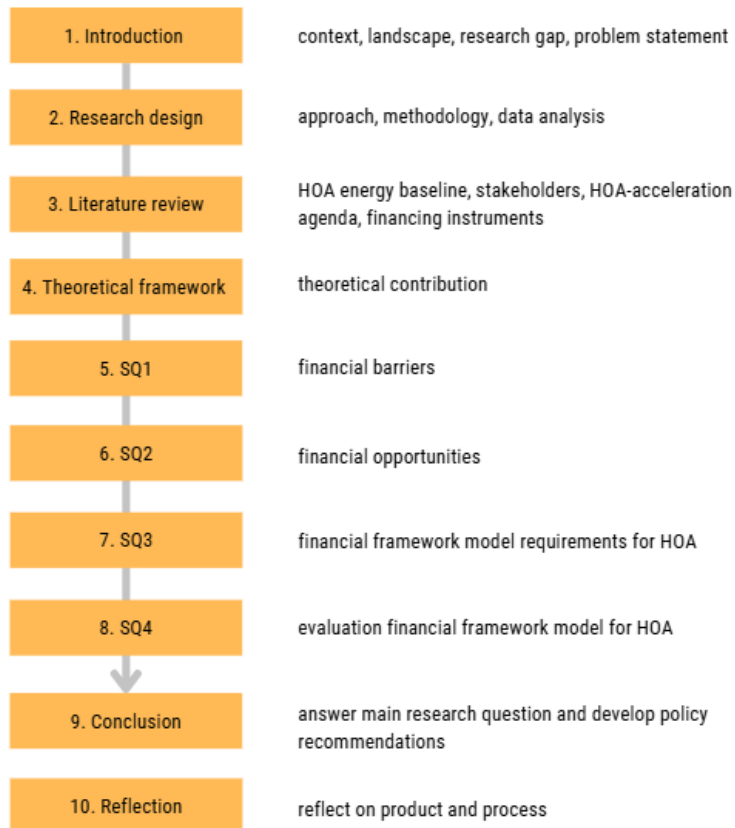 1. Introduction
context, landscape, research gap, problem statement
2. Research design
approach, methodology, data analysis
3. Literature review
HOA energy baseline, stakeholders, HOA-acceleration
agenda, financing instruments
4. Theoretical framework
theoretical contribution
5. SQ1
financial barriers
6. SQ2
financial opportunities
7. SQ3
financial framework model requirements for HOA
8. SQ4
evaluation financial framework model for HOA
9. Conclusion
answer main research question and develop policy
recommendations
10. Reflection
reflect on product and process